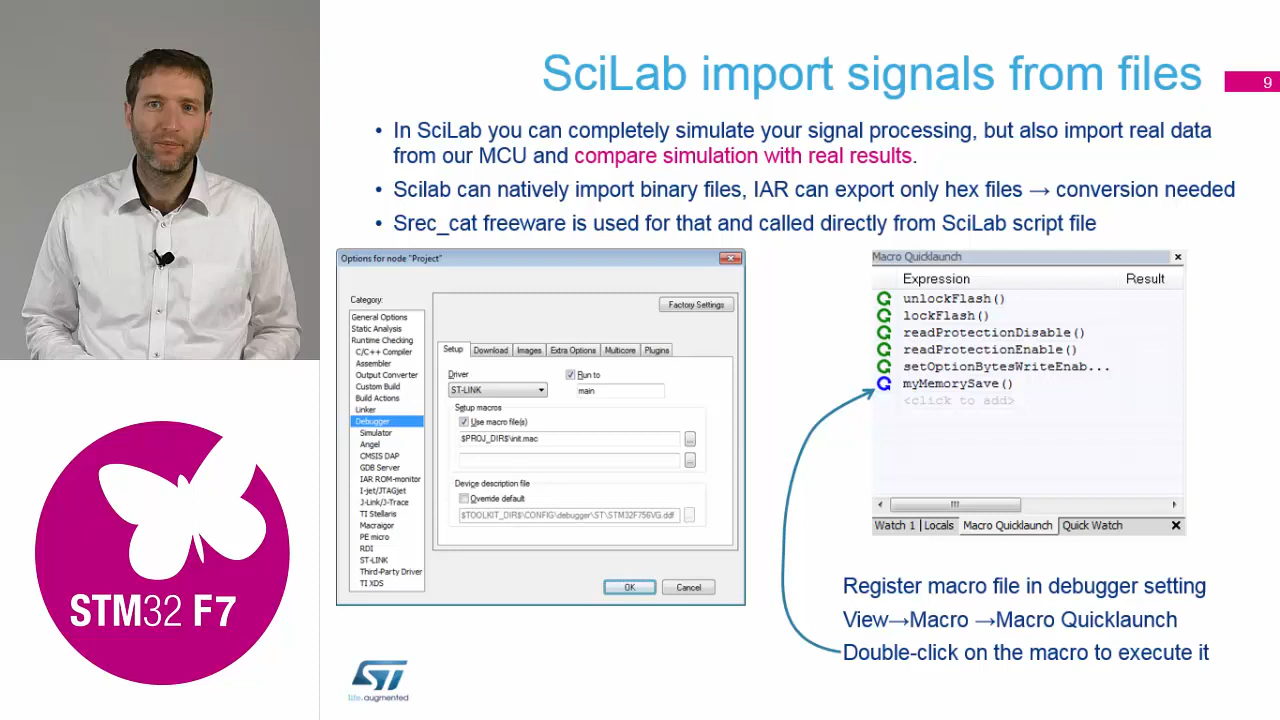 SciLab import signals from files
9
• In SciLab you can completely simulate your signal processing, but also import real data
from our MCU and compare simulation with real results.
• Scilab can natively import binary files, IAR can export only hex files → conversion needed
• Srec_cat freeware is used for that and called directly from SciLab script file
Options for node "Project"
Category:
General Options
Static Analysis
Runtime Checking
C/C++ Compiler
Assembler
Output Converter
Custom Build
Build Actions
Linker
Debugger
Simulator
Angel
CMSIS DAP
GDB Server
IAR ROM-monitor
I-jet/JTAGjet
J-Link/J-Trace
TI Stellaris
Macraigor
PE micro
RDI
ST-LINK
Third-Party Driver
TI XDS
Factory Settings
Setup Download Images Extra Options Multicore Plugins
Driver
ST-LINK
Run to
main
Setup macros
Use macro file(s)
$PROJ_DIR$\init.mac
...
...
Device description file
Override default
$TOOLKIT_DIR$\CONFIG\debugger\ST\STM32F756VG.ddf
...
OK Cancel
Macro Quicklaunch
Expression Result
unlockFlash()
lockFlash()
readProtectionDisable()
readProtectionEnable()
setOptionBytesWriteEnab...
myMemorySave()
<click to add>
Watch 1 Locals Macro Quicklaunch Quick Watch
Register macro file in debugger setting
View→Macro →Macro Quicklaunch
Double-click on the macro to execute it
STM32 F7
ST
life.augmented